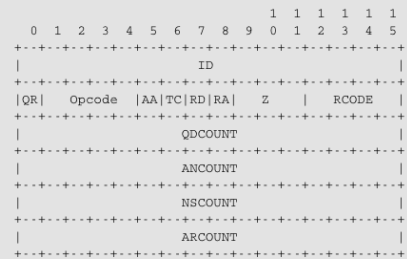 1  1  1  1  1  1
  0  1  2  3  4  5  6  7  8  9  0  1  2  3  4  5
+--+--+--+--+--+--+--+--+--+--+--+--+--+--+--+--+
|                      ID                       |
+--+--+--+--+--+--+--+--+--+--+--+--+--+--+--+--+
|QR|   Opcode  |AA|TC|RD|RA|   Z    |   RCODE   |
+--+--+--+--+--+--+--+--+--+--+--+--+--+--+--+--+
|                    QDCOUNT                    |
+--+--+--+--+--+--+--+--+--+--+--+--+--+--+--+--+
|                    ANCOUNT                    |
+--+--+--+--+--+--+--+--+--+--+--+--+--+--+--+--+
|                    NSCOUNT                    |
+--+--+--+--+--+--+--+--+--+--+--+--+--+--+--+--+
|                    ARCOUNT                    |
+--+--+--+--+--+--+--+--+--+--+--+--+--+--+--+--+